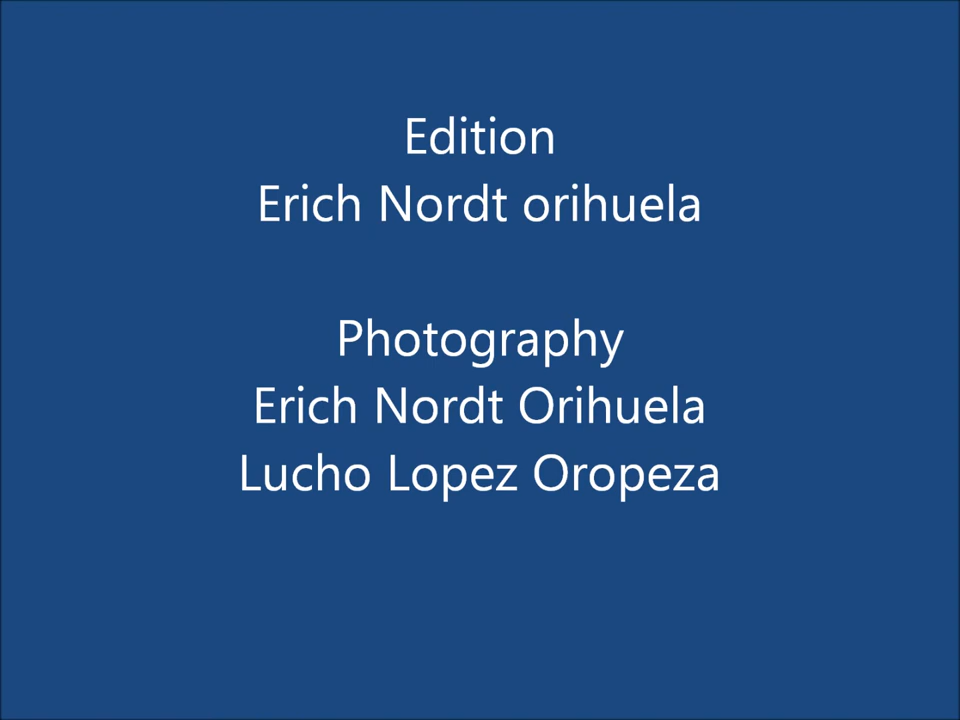 Edition
Erich Nordt orihuela
Photography
Erich Nordt Orihuela
Lucho Lopez Oropeza